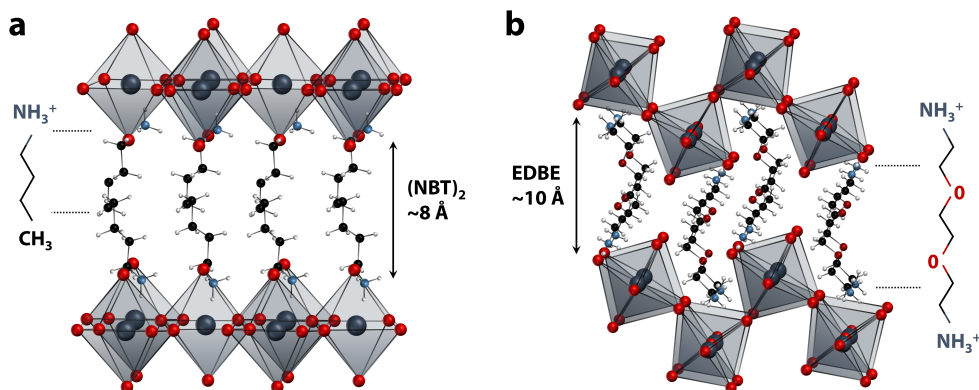 a
NH₃⁺
CH₃
(NBT)₂
~8 Å
b
EDBE
~10 Å
NH₃⁺
O
O
NH₃⁺